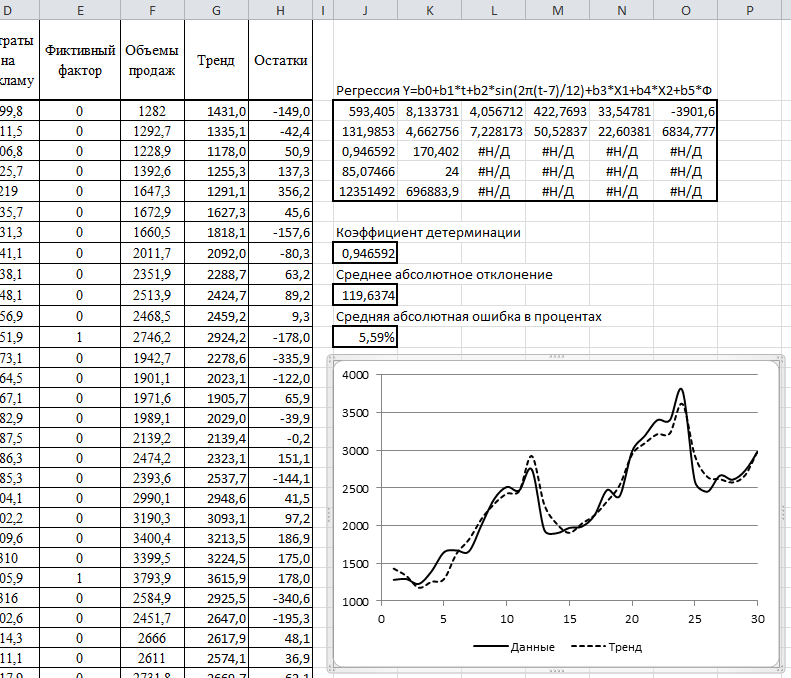 D E F G H I J K L M N O P
траты на кламу Фиктивный фактор Объемы продаж Тренд Остатки
Регрессия Y=b0+b1*t+b2*sin(2π(t-7)/12)+b3*X1+b4*X2+b5*Ф
99,8 0 1282 1431,0 -149,0 593,405 8,133731 4,056712 422,7693 33,54781 -3901,6
11,5 0 1292,7 1335,1 -42,4 131,9853 4,662756 7,228173 50,52837 22,60381 6834,777
06,8 0 1228,9 1178,0 50,9 0,946592 170,402 #Н/Д #Н/Д #Н/Д #Н/Д
25,7 0 1392,6 1255,3 137,3 85,07466 24 #Н/Д #Н/Д #Н/Д #Н/Д
219 0 1647,3 1291,1 356,2 12351492 696883,9 #Н/Д #Н/Д #Н/Д #Н/Д
35,7 0 1672,9 1627,3 45,6
31,3 0 1660,5 1818,1 -157,6 Коэффициент детерминации
41,1 0 2011,7 2092,0 -80,3 0,946592
38,1 0 2351,9 2288,7 63,2 Среднее абсолютное отклонение
48,1 0 2513,9 2424,7 89,2 119,6374
56,9 0 2468,5 2459,2 9,3 Средняя абсолютная ошибка в процентах
51,9 1 2746,2 2924,2 -178,0 5,59%
73,1 0 1942,7 2278,6 -335,9
64,5 0 1901,1 2023,1 -122,0
67,1 0 1971,6 1905,7 65,9
82,9 0 1989,1 2029,0 -39,9
87,5 0 2139,2 2139,4 -0,2
86,3 0 2474,2 2323,1 151,1
85,3 0 2393,6 2537,7 -144,1
04,1 0 2990,1 2948,6 41,5
02,2 0 3190,3 3093,1 97,2
09,6 0 3400,4 3213,5 186,9
310 0 3399,5 3224,5 175,0
05,9 1 3793,9 3615,9 178,0
316 0 2584,9 2925,5 -340,6
02,6 0 2451,7 2647,0 -195,3
14,3 0 2666 2617,9 48,1
11,1 0 2611 2574,1 36,9
17,9 0 2731,8 2669,7 62,1
4000
3500
3000
2500
2000
1500
1000
0 5 10 15 20 25 30
Данные Тренд